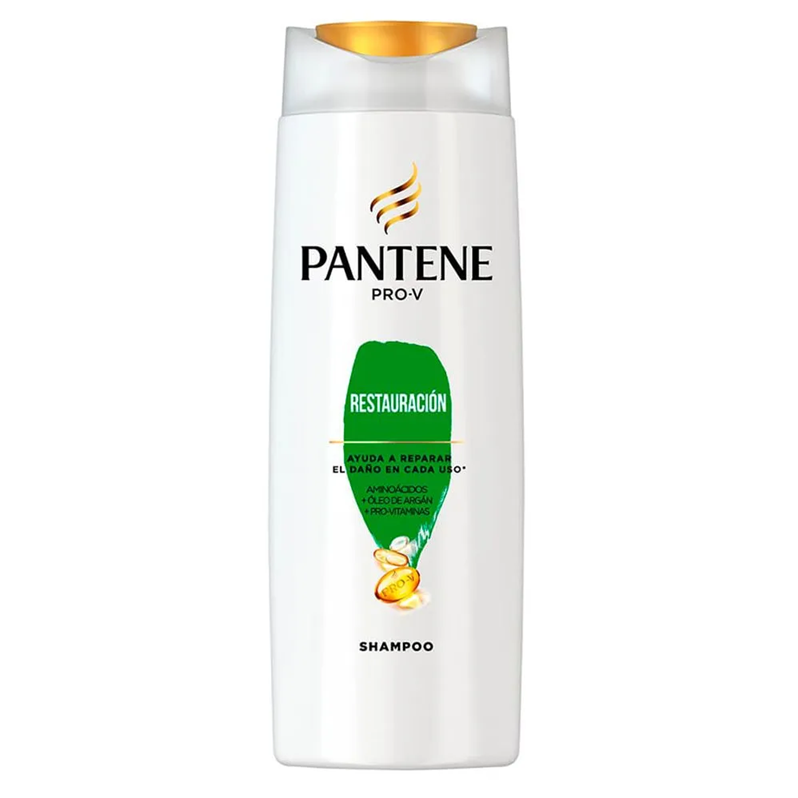 PANTENE
PRO-V
RESTAURACIÓN
AYUDA A REPARAR
EL DAÑO EN CADA USO*
AMINOÁCIDOS
+ ÓLEO DE ARGÁN
+ PRO-VITAMINAS
PRO-V
SHAMPOO